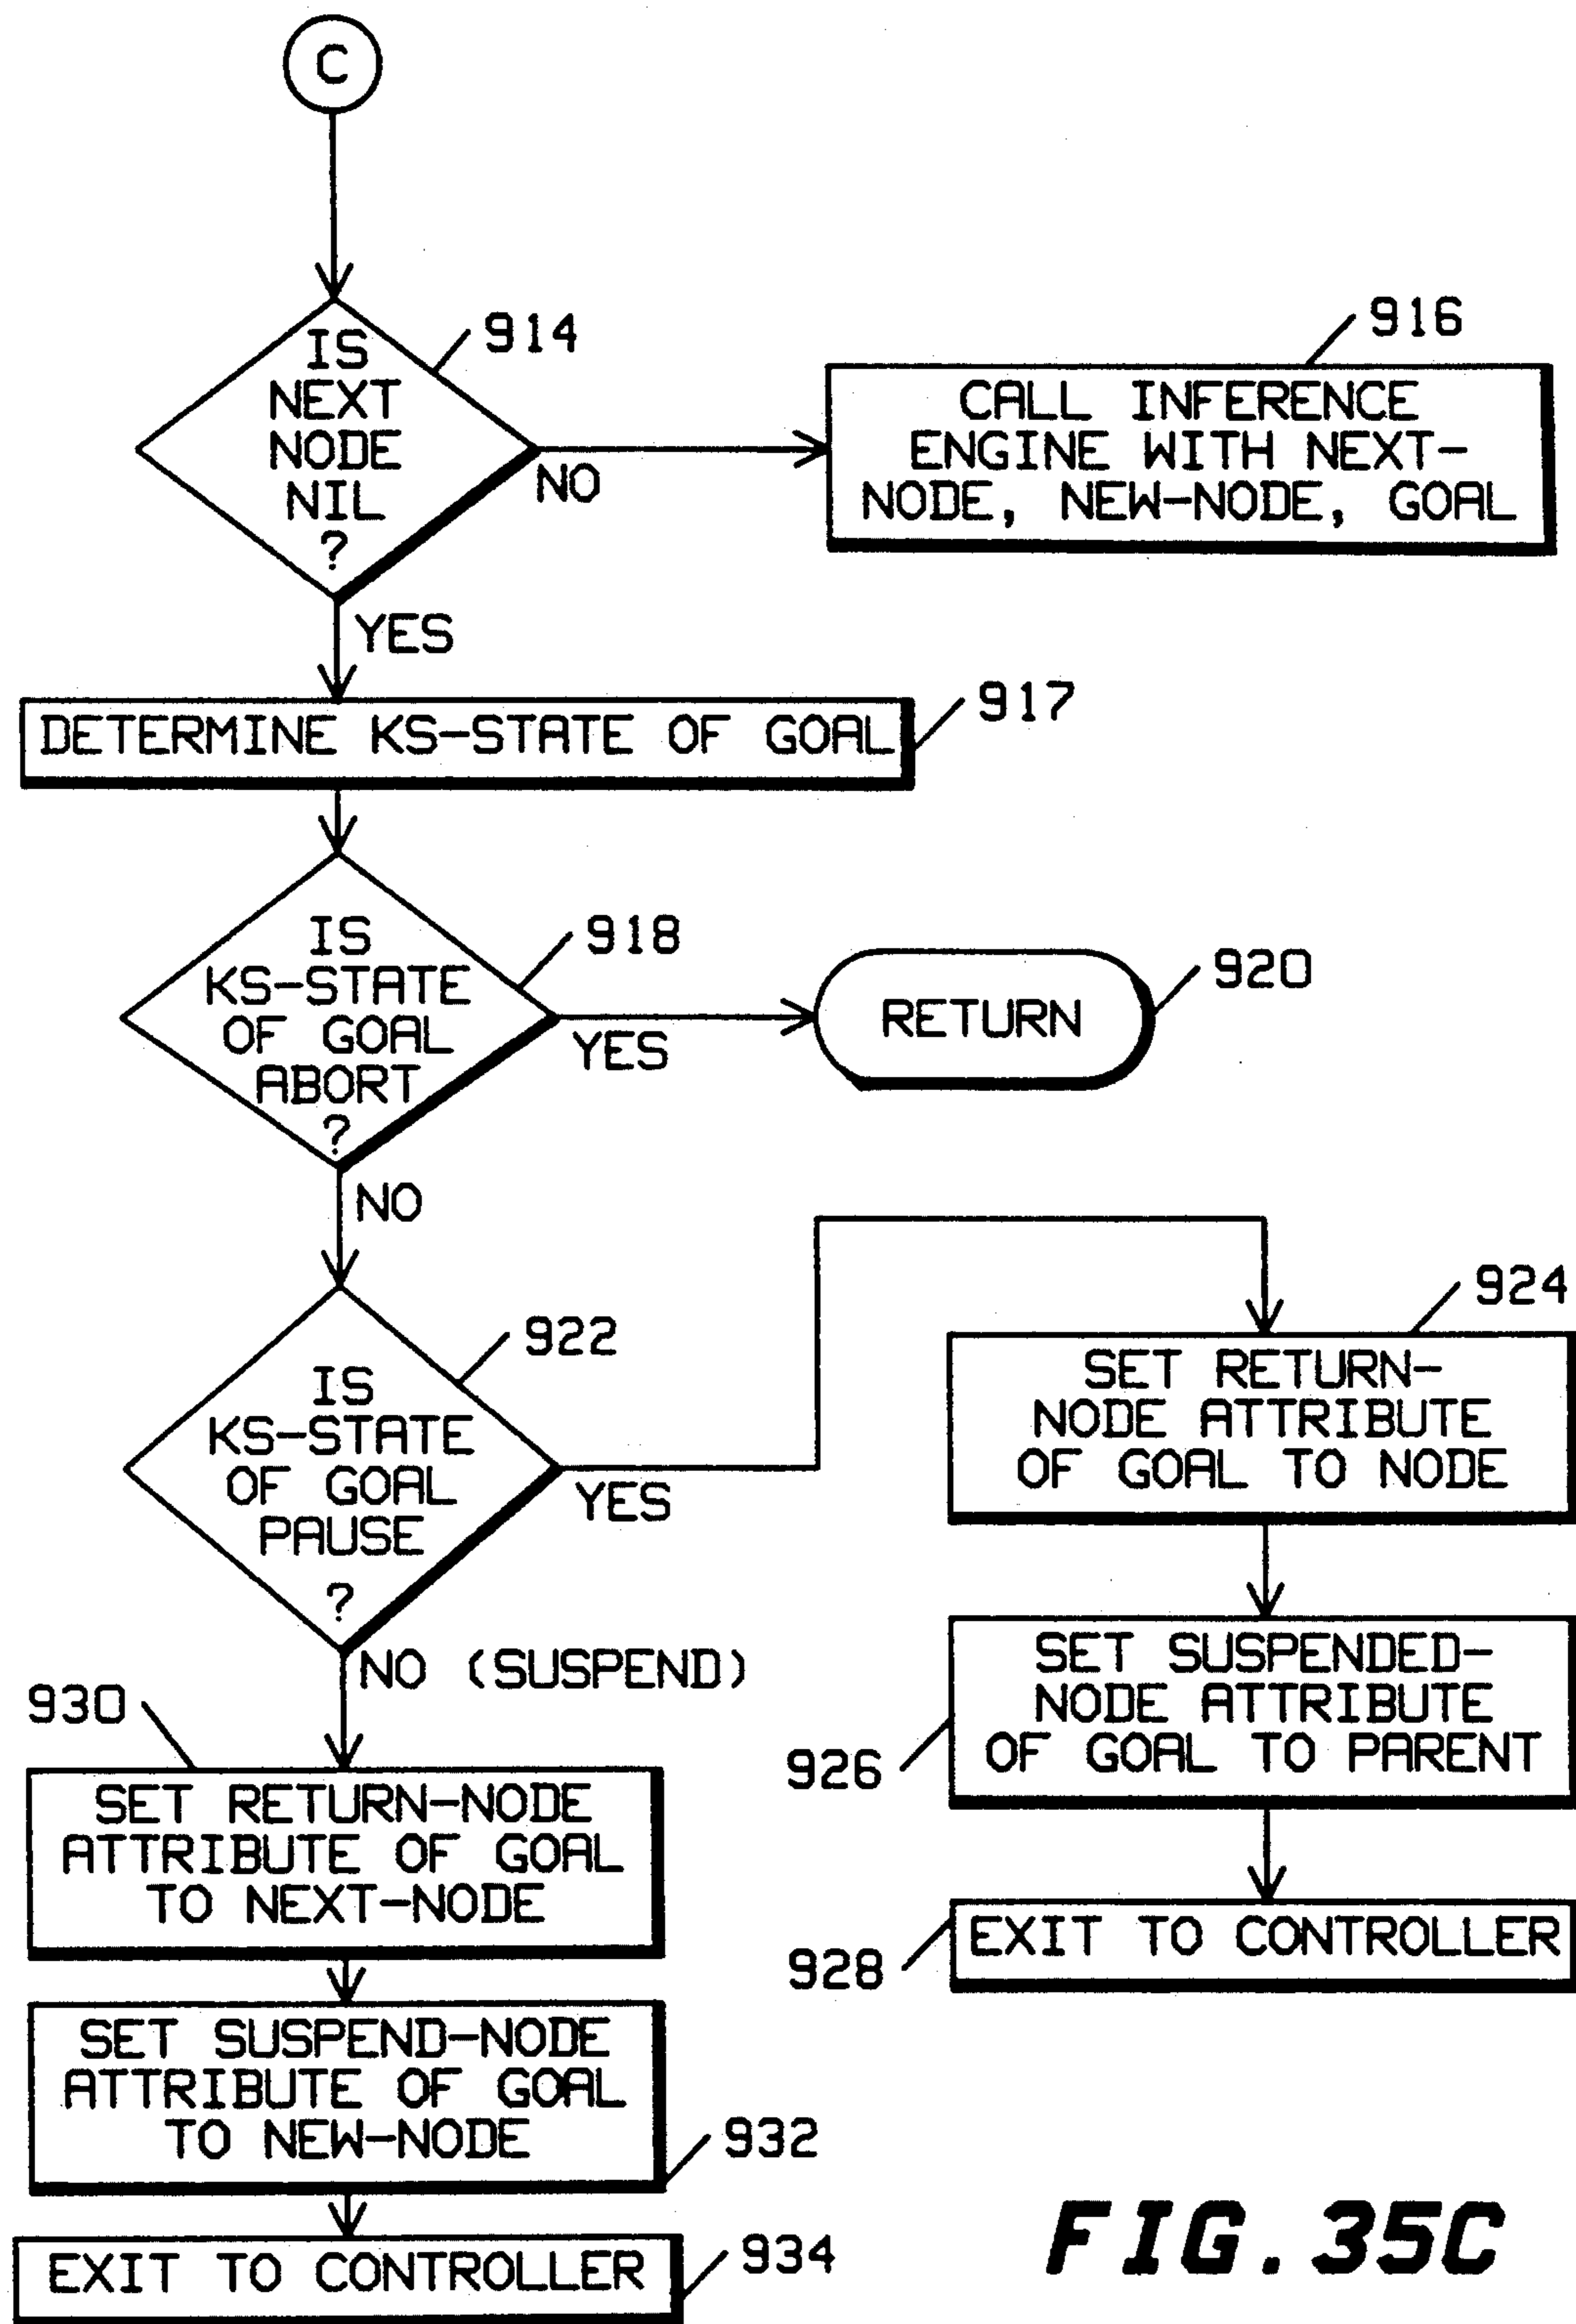 C
IS
NEXT
NODE
NIL
?
914
NO
916
CALL INFERENCE
ENGINE WITH NEXT-
NODE, NEW-NODE, GOAL
YES
DETERMINE KS-STATE OF GOAL
917
IS
KS-STATE
OF GOAL
ABORT
?
918
YES
RETURN
920
NO
IS
KS-STATE
OF GOAL
PAUSE
?
922
YES
924
SET RETURN-
NODE ATTRIBUTE
OF GOAL TO NODE
SET SUSPENDED-
NODE ATTRIBUTE
OF GOAL TO PARENT
926
EXIT TO CONTROLLER
928
NO (SUSPEND)
930
SET RETURN-NODE
ATTRIBUTE OF GOAL
TO NEXT-NODE
SET SUSPEND-NODE
ATTRIBUTE OF GOAL
TO NEW-NODE
932
EXIT TO CONTROLLER
934
FIG. 35C